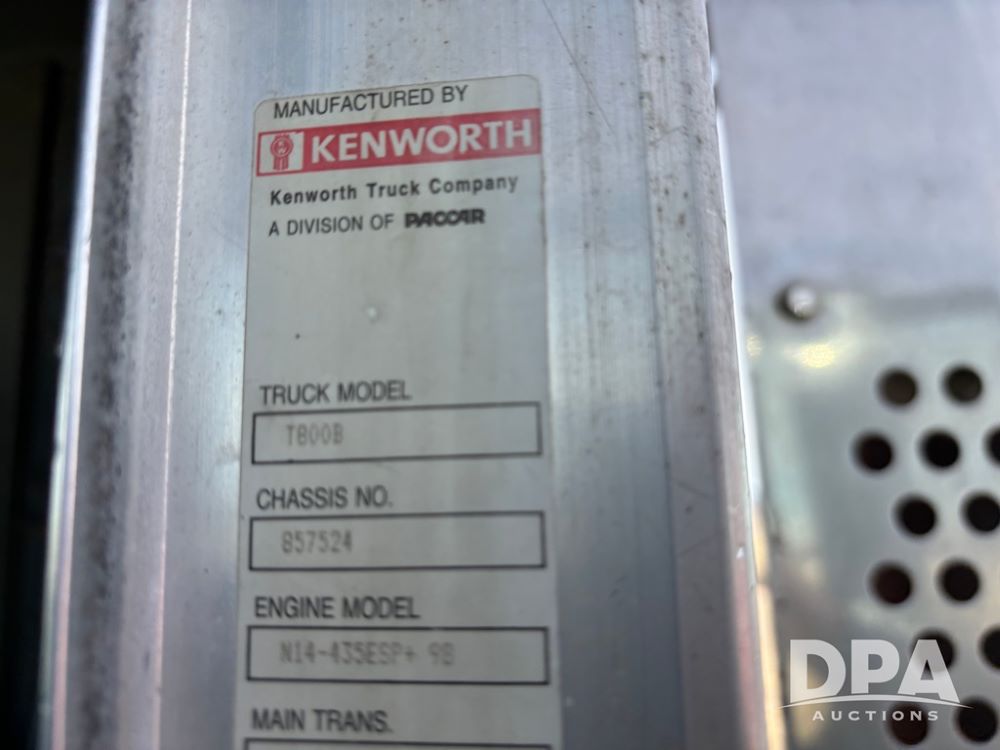 MANUFACTURED BY
KENWORTH
Kenworth Truck Company
A DIVISION OF PACCAR
TRUCK MODEL
T800B
CHASSIS NO.
857524
ENGINE MODEL
N14-435ESP+ 98
MAIN TRANS.
DPA
AUCTIONS